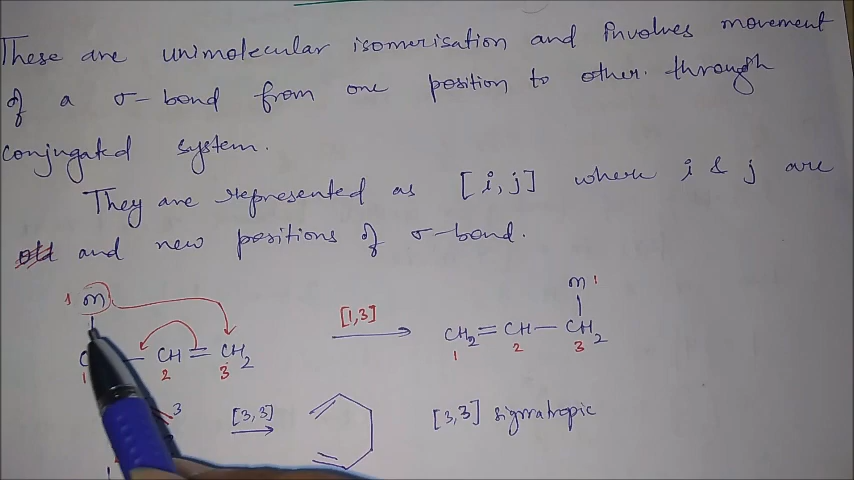 These are unimolecular isomerisation and involves movement
of a σ-bond from one position to other. through
conjugated system.
They are represented as [i,j] where i & j are
old and new positions of σ-bond.
1 m
[1,3]
m 1
CH=CH2
CH2=CH-CH2
1 2 3
1 2 3
3 [3,3] [3,3] sigmatropic